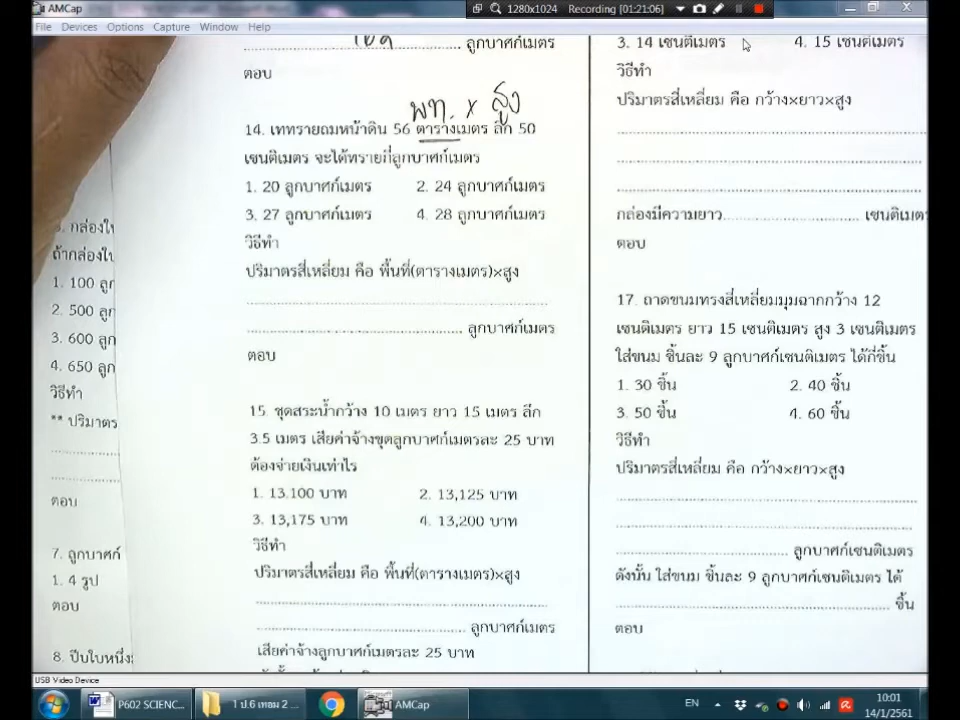 AMCap
1280x1024 Recording [01:21:06]
File Devices Options Capture Window Help
ลูกบาศก์เมตร
ตอบ
พท. x สูง
14. เททรายถมหน้าดิน 56 ตารางเมตร ลึก 50
เซนติเมตร จะได้ทรายกี่ลูกบาศก์เมตร
1. 20 ลูกบาศก์เมตร 2. 24 ลูกบาศก์เมตร
3. 27 ลูกบาศก์เมตร 4. 28 ลูกบาศก์เมตร
วิธีทำ
ปริมาตรสี่เหลี่ยม คือ พื้นที่(ตารางเมตร)×สูง
ลูกบาศก์เมตร
ตอบ
15. ขุดสระน้ำกว้าง 10 เมตร ยาว 15 เมตร ลึก
3.5 เมตร เสียค่าจ้างขุดลูกบาศก์เมตรละ 25 บาท
ต้องจ่ายเงินเท่าไร
1. 13,100 บาท 2. 13,125 บาท
3. 13,175 บาท 4. 13,200 บาท
วิธีทำ
ปริมาตรสี่เหลี่ยม คือ พื้นที่(ตารางเมตร)×สูง
ลูกบาศก์เมตร
เสียค่าจ้างลูกบาศก์เมตรละ 25 บาท
3. 14 เซนติเมตร 4. 15 เซนติเมตร
วิธีทำ
ปริมาตรสี่เหลี่ยม คือ กว้าง×ยาว×สูง
กล่องมีความยาว เซนติเมตร
ตอบ
17. ถาดขนมทรงสี่เหลี่ยมมุมฉากกว้าง 12
เซนติเมตร ยาว 15 เซนติเมตร สูง 3 เซนติเมตร
ใส่ขนม ชิ้นละ 9 ลูกบาศก์เซนติเมตร ได้กี่ชิ้น
1. 30 ชิ้น 2. 40 ชิ้น
3. 50 ชิ้น 4. 60 ชิ้น
วิธีทำ
ปริมาตรสี่เหลี่ยม คือ กว้าง×ยาว×สูง
ลูกบาศก์เซนติเมตร
ดังนั้น ใส่ขนม ชิ้นละ 9 ลูกบาศก์เซนติเมตร ได้
ชิ้น
ตอบ
กล่องใ
ถ้ากล่องใบ
1. 100 ลูก
2. 500 ลูก
3. 600 ลูก
4. 650 ลูก
วิธีทำ
** ปริมาตร
ตอบ
7. ลูกบาศก์
1. 4 รูป
ตอบ
8. ปีบใบหนึ่ง
USB Video Device
P602 SCIENC... 1 ป.6 เทอม 2 ... AMCap EN 10:01
14/1/2561